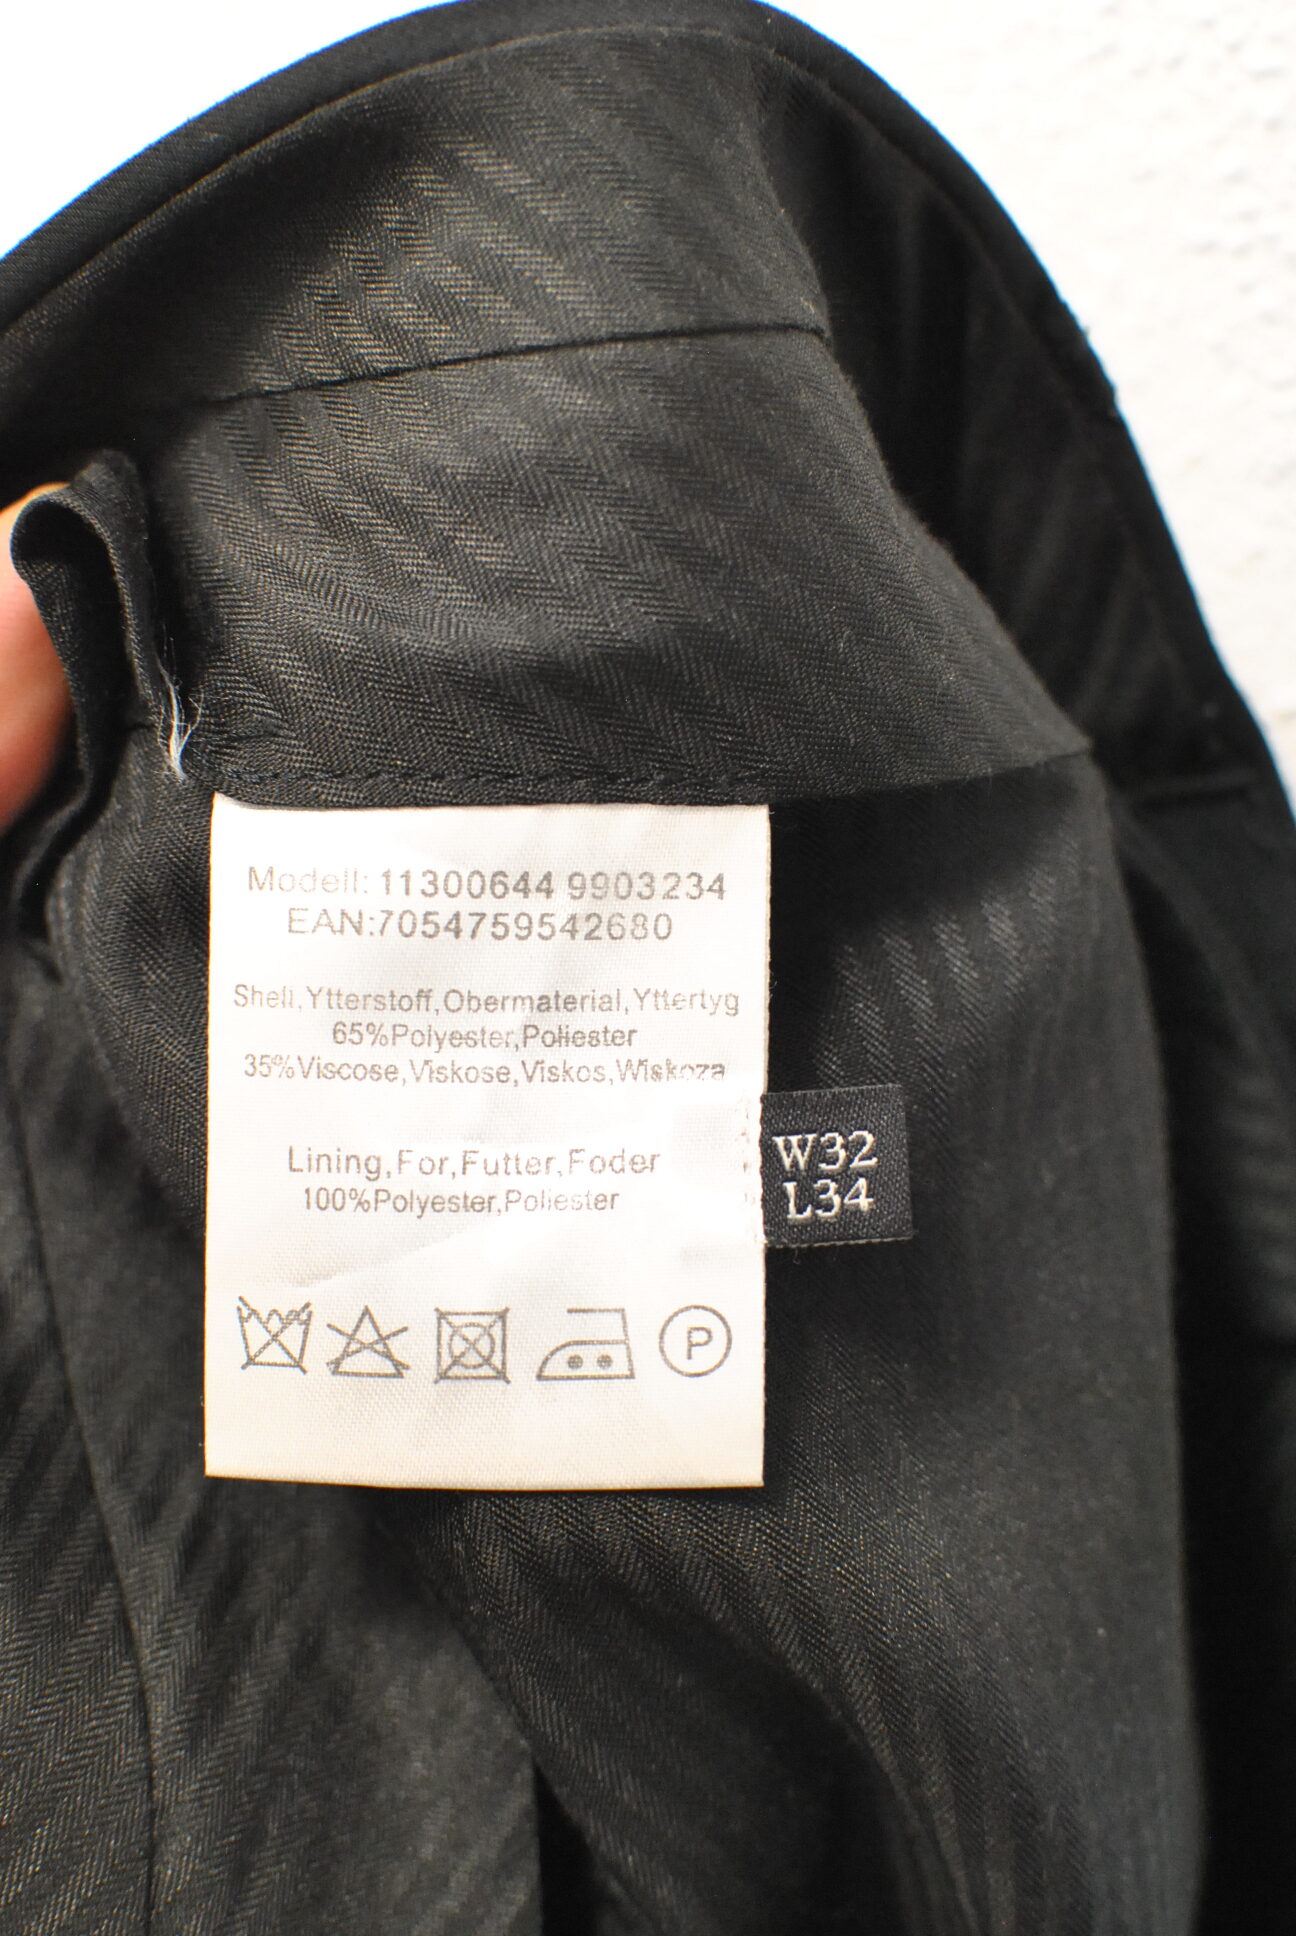 Modell: 11300644 9903234
EAN:7054759542680
Shell,Ytterstoff,Obermaterial,Yttertyg
65%Polyester,Poliester
35%Viscose,Viskose,Viskos,Wiskoza
Lining,For,Futter,Foder
100%Polyester,Poliester
P
W32
L34